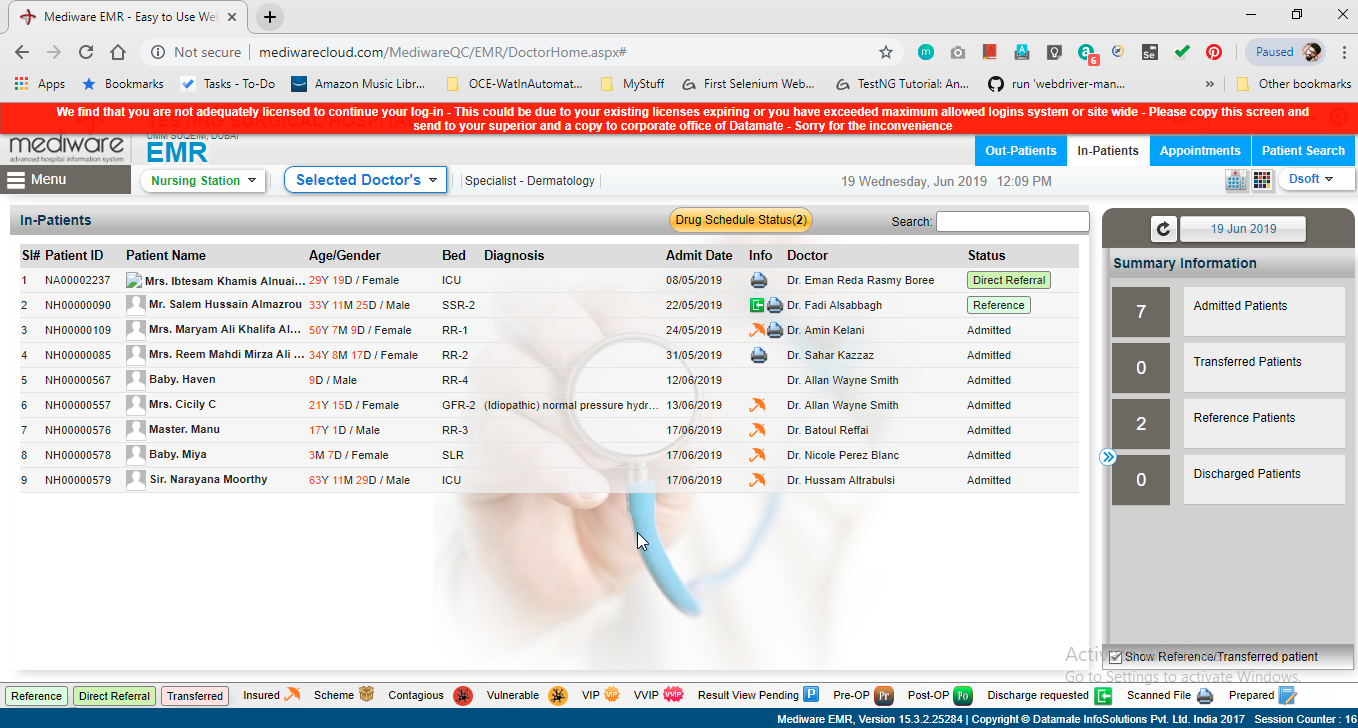 Mediware EMR - Easy to Use We
Not secure | mediwarecloud.com/MediwareQC/EMR/DoctorHome.aspx#
6
Paused
Apps
Bookmarks
Tasks - To-Do
Amazon Music Libr...
OCE-WatInAutomat...
MyStuff
First Selenium Web...
TestNG Tutorial: An...
run 'webdriver-man...
Other bookmarks
We find that you are not adequately licensed to continue your log-in - This could be due to your existing licenses expiring or you have exceeded maximum allowed logins system or site wide - Please copy this screen and
send to your superior and a copy to corporate office of Datamate - Sorry for the inconvenience
mediware
advanced hospital information system
UMM SUQEIM, DUBAI
EMR
Out-Patients
In-Patients
Appointments
Patient Search
Menu
Nursing Station
Selected Doctor's
Specialist - Dermatology
19 Wednesday, Jun 2019 12:09 PM
Dsoft
In-Patients
Drug Schedule Status(2)
Search:
Sl# Patient ID Patient Name Age/Gender Bed Diagnosis Admit Date Info Doctor Status
1 NA00002237 Mrs. Ibtesam Khamis Alnuai... 29Y 19D / Female ICU 08/05/2019 Dr. Eman Reda Rasmy Boree Direct Referral
2 NH00000090 Mr. Salem Hussain Almazrou 33Y 11M 25D / Male SSR-2 22/05/2019 Dr. Fadi Alsabbagh Reference
3 NH00000109 Mrs. Maryam Ali Khalifa Al... 50Y 7M 9D / Female RR-1 24/05/2019 Dr. Amin Kelani Admitted
4 NH00000085 Mrs. Reem Mahdi Mirza Ali ... 34Y 8M 17D / Female RR-2 31/05/2019 Dr. Sahar Kazzaz Admitted
5 NH00000567 Baby. Haven 9D / Male RR-4 12/06/2019 Dr. Allan Wayne Smith Admitted
6 NH00000557 Mrs. Cicily C 21Y 15D / Female GFR-2 (Idiopathic) normal pressure hydr... 13/06/2019 Dr. Allan Wayne Smith Admitted
7 NH00000576 Master. Manu 17Y 1D / Male RR-3 17/06/2019 Dr. Batoul Reffai Admitted
8 NH00000578 Baby. Miya 3M 7D / Female SLR 17/06/2019 Dr. Nicole Perez Blanc Admitted
9 NH00000579 Sir. Narayana Moorthy 63Y 11M 29D / Male ICU 17/06/2019 Dr. Hussam Altrabulsi Admitted
19 Jun 2019
Summary Information
7 Admitted Patients
0 Transferred Patients
2 Reference Patients
0 Discharged Patients
Show Reference/Transferred patient
Go to Settings to activate Windows.
Reference
Direct Referral
Transferred
Insured
Scheme
Contagious
Vulnerable
VIP
VVIP
Result View Pending
P
Pre-OP
Pr
Post-OP
Po
Discharge requested
Scanned File
Prepared
Mediware EMR, Version 15.3.2.25284 | Copyright © Datamate InfoSolutions Pvt. Ltd. India 2017 Session Counter : 16